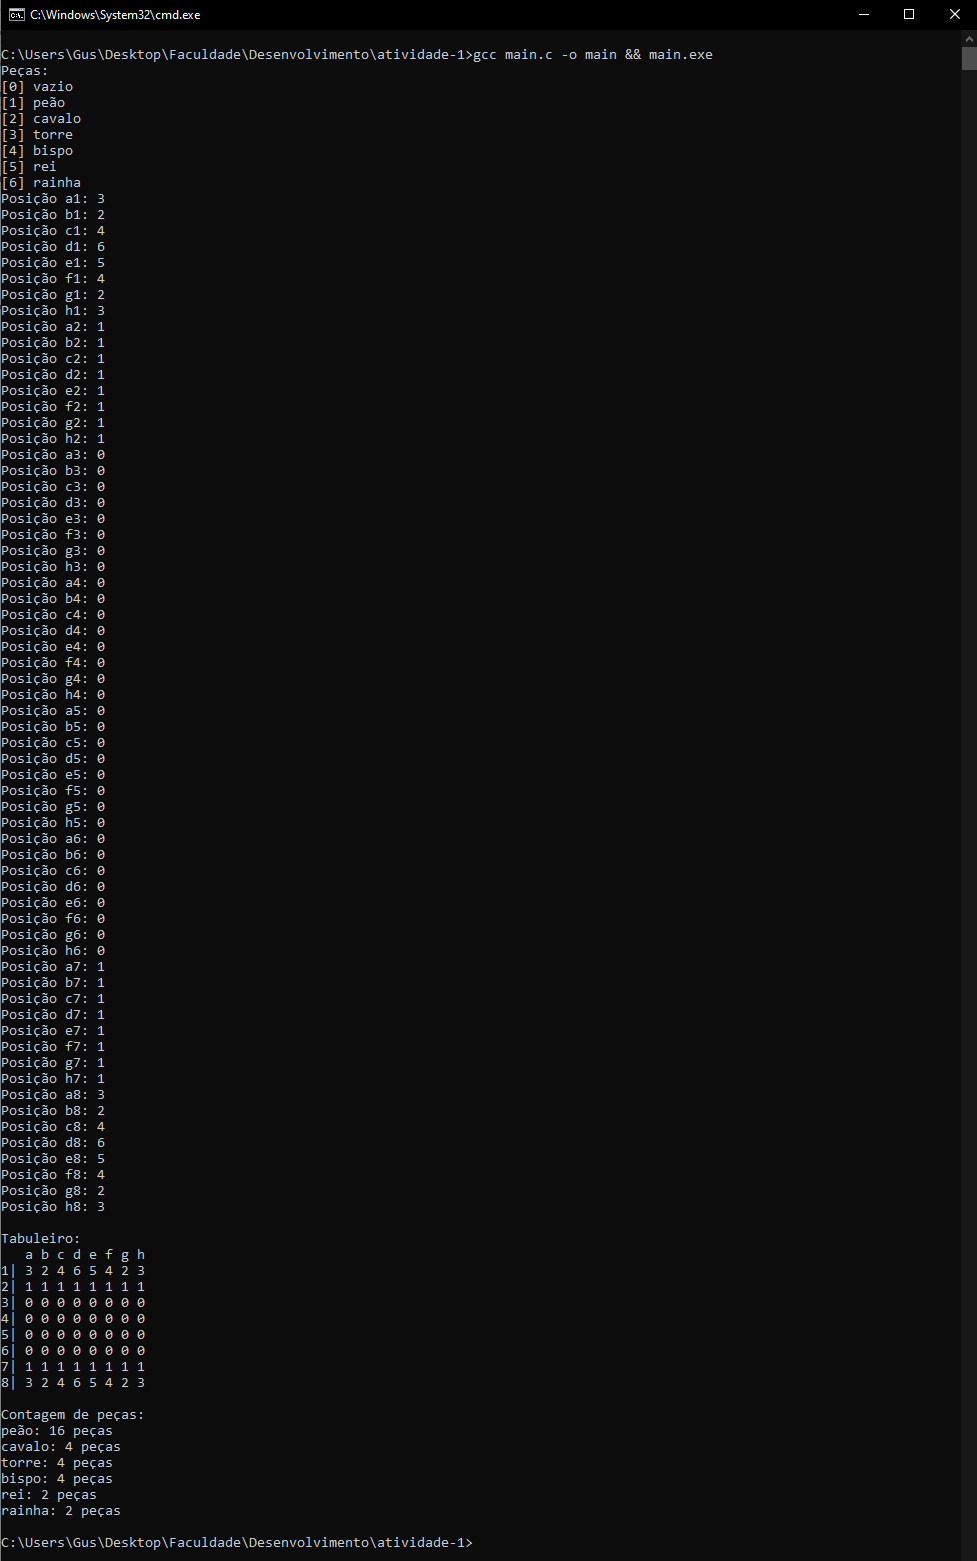 C:\Windows\System32\cmd.exe
C:\Users\Gus\Desktop\Faculdade\Desenvolvimento\atividade-1>gcc main.c -o main && main.exe
Peças:
[0] vazio
[1] peão
[2] cavalo
[3] torre
[4] bispo
[5] rei
[6] rainha
Posição a1: 3
Posição b1: 2
Posição c1: 4
Posição d1: 6
Posição e1: 5
Posição f1: 4
Posição g1: 2
Posição h1: 3
Posição a2: 1
Posição b2: 1
Posição c2: 1
Posição d2: 1
Posição e2: 1
Posição f2: 1
Posição g2: 1
Posição h2: 1
Posição a3: 0
Posição b3: 0
Posição c3: 0
Posição d3: 0
Posição e3: 0
Posição f3: 0
Posição g3: 0
Posição h3: 0
Posição a4: 0
Posição b4: 0
Posição c4: 0
Posição d4: 0
Posição e4: 0
Posição f4: 0
Posição g4: 0
Posição h4: 0
Posição a5: 0
Posição b5: 0
Posição c5: 0
Posição d5: 0
Posição e5: 0
Posição f5: 0
Posição g5: 0
Posição h5: 0
Posição a6: 0
Posição b6: 0
Posição c6: 0
Posição d6: 0
Posição e6: 0
Posição f6: 0
Posição g6: 0
Posição h6: 0
Posição a7: 1
Posição b7: 1
Posição c7: 1
Posição d7: 1
Posição e7: 1
Posição f7: 1
Posição g7: 1
Posição h7: 1
Posição a8: 3
Posição b8: 2
Posição c8: 4
Posição d8: 6
Posição e8: 5
Posição f8: 4
Posição g8: 2
Posição h8: 3
Tabuleiro:
a b c d e f g h
1| 3 2 4 6 5 4 2 3
2| 1 1 1 1 1 1 1 1
3| 0 0 0 0 0 0 0 0
4| 0 0 0 0 0 0 0 0
5| 0 0 0 0 0 0 0 0
6| 0 0 0 0 0 0 0 0
7| 1 1 1 1 1 1 1 1
8| 3 2 4 6 5 4 2 3
Contagem de peças:
peão: 16 peças
cavalo: 4 peças
torre: 4 peças
bispo: 4 peças
rei: 2 peças
rainha: 2 peças
C:\Users\Gus\Desktop\Faculdade\Desenvolvimento\atividade-1>